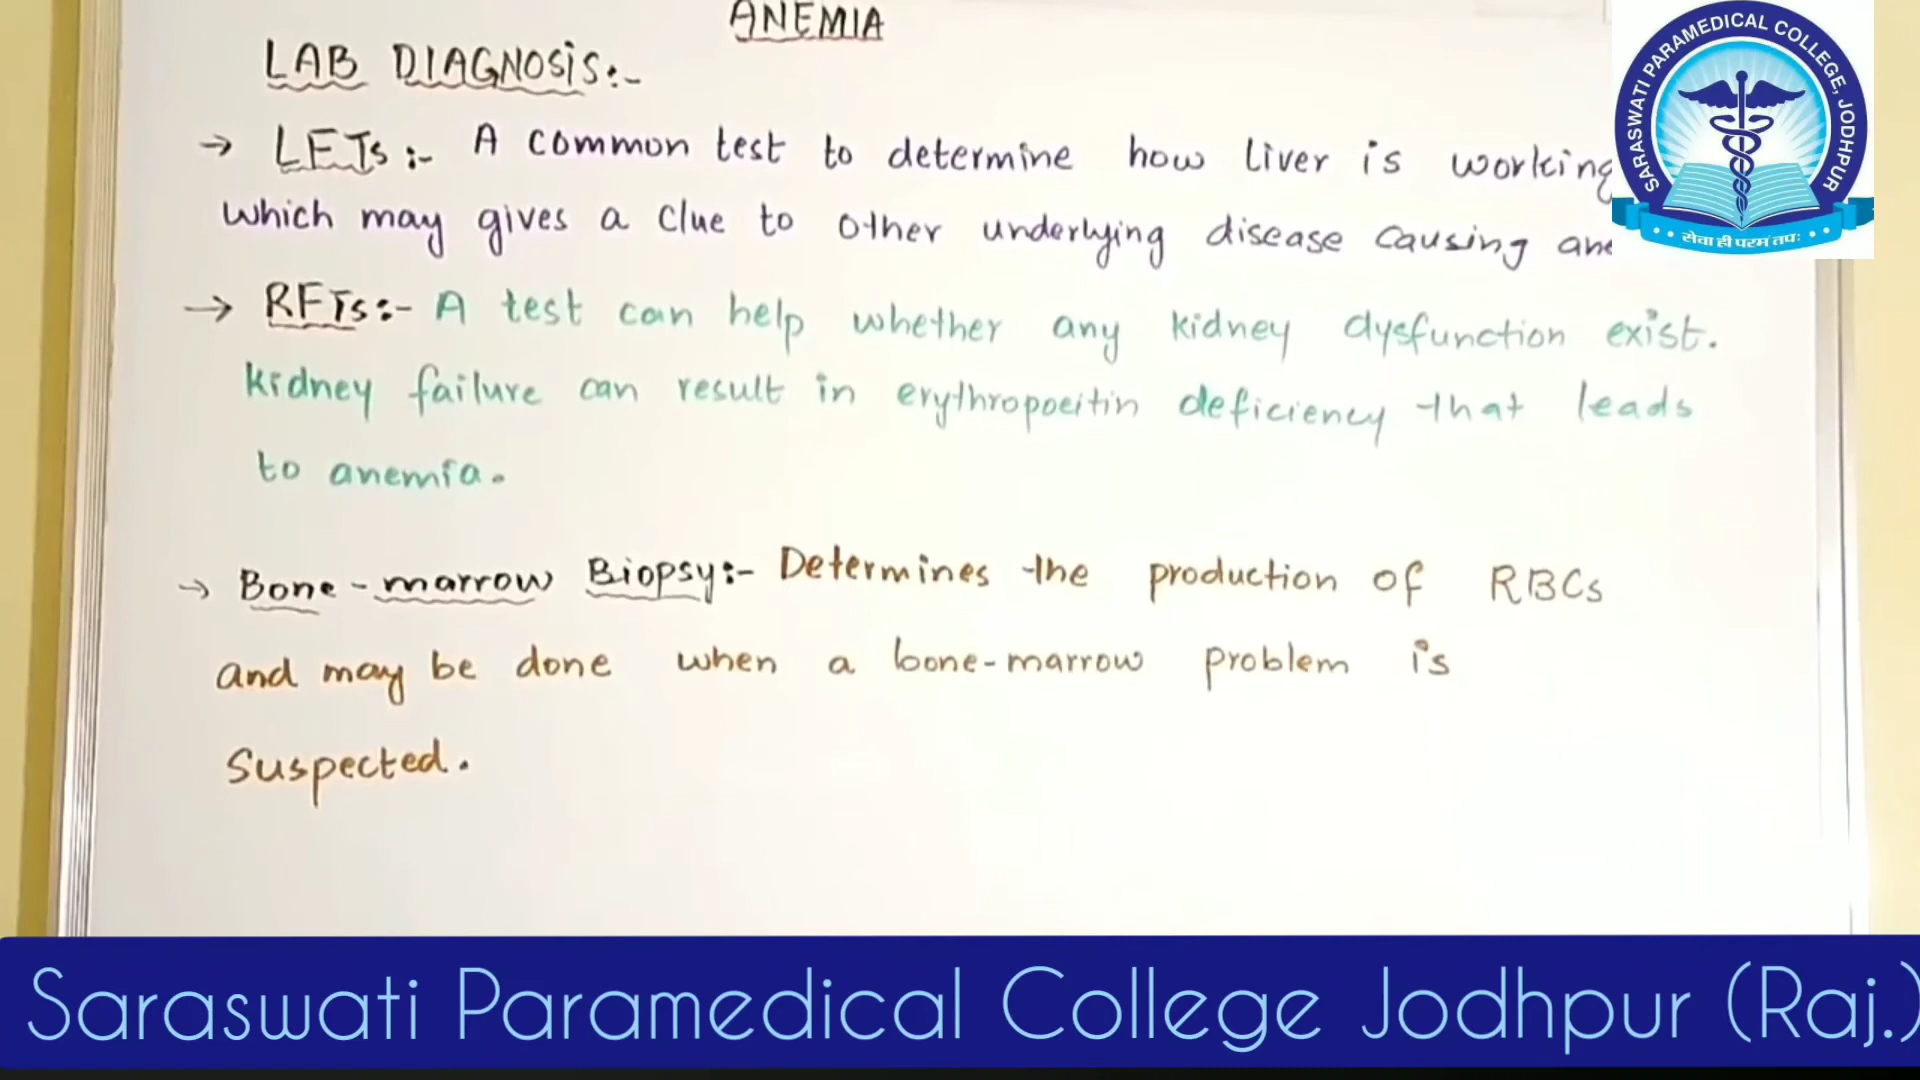 ANEMIA
LAB DIAGNOSIS:-
→ LFTs :- A common test to determine how Liver is working
which may gives a clue to other underlying disease causing ane
→ RFTs:- A test can help whether any kidney dysfunction exist.
kidney failure can result in erythropoeitin deficiency that leads
to anemia.
→ Bone-marrow Biopsy:- Determines the production of RBCs
and may be done when a bone-marrow problem is
suspected.
SARASWATI PARAMEDICAL COLLEGE, JODHPUR
सेवा ही परमं तपः
Saraswati Paramedical College Jodhpur (Raj.)